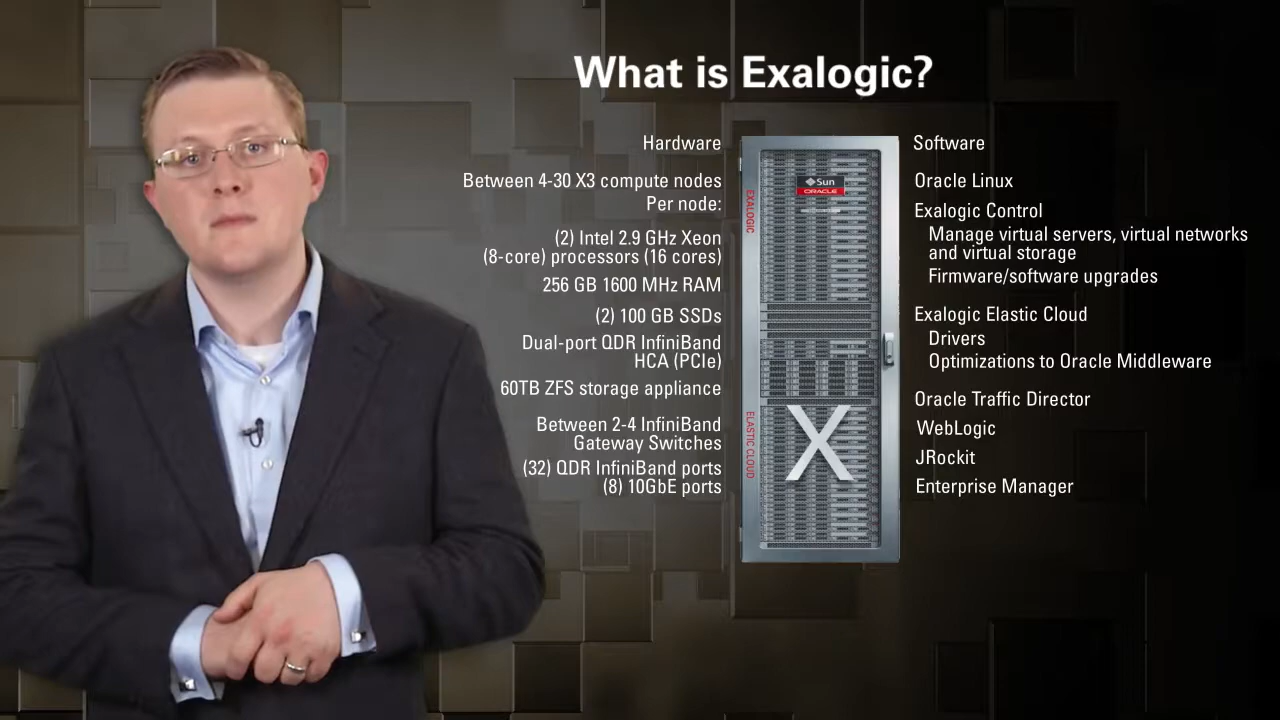 What is Exalogic?
Hardware
Between 4-30 X3 compute nodes
Per node:
(2) Intel 2.9 GHz Xeon
(8-core) processors (16 cores)
256 GB 1600 MHz RAM
(2) 100 GB SSDs
Dual-port QDR InfiniBand
HCA (PCIe)
60TB ZFS storage appliance
Between 2-4 InfiniBand
Gateway Switches
(32) QDR InfiniBand ports
(8) 10GbE ports
Sun
ORACLE
EXALOGIC
ELASTIC CLOUD
X
Software
Oracle Linux
Exalogic Control
Manage virtual servers, virtual networks
and virtual storage
Firmware/software upgrades
Exalogic Elastic Cloud
Drivers
Optimizations to Oracle Middleware
Oracle Traffic Director
WebLogic
JRockit
Enterprise Manager